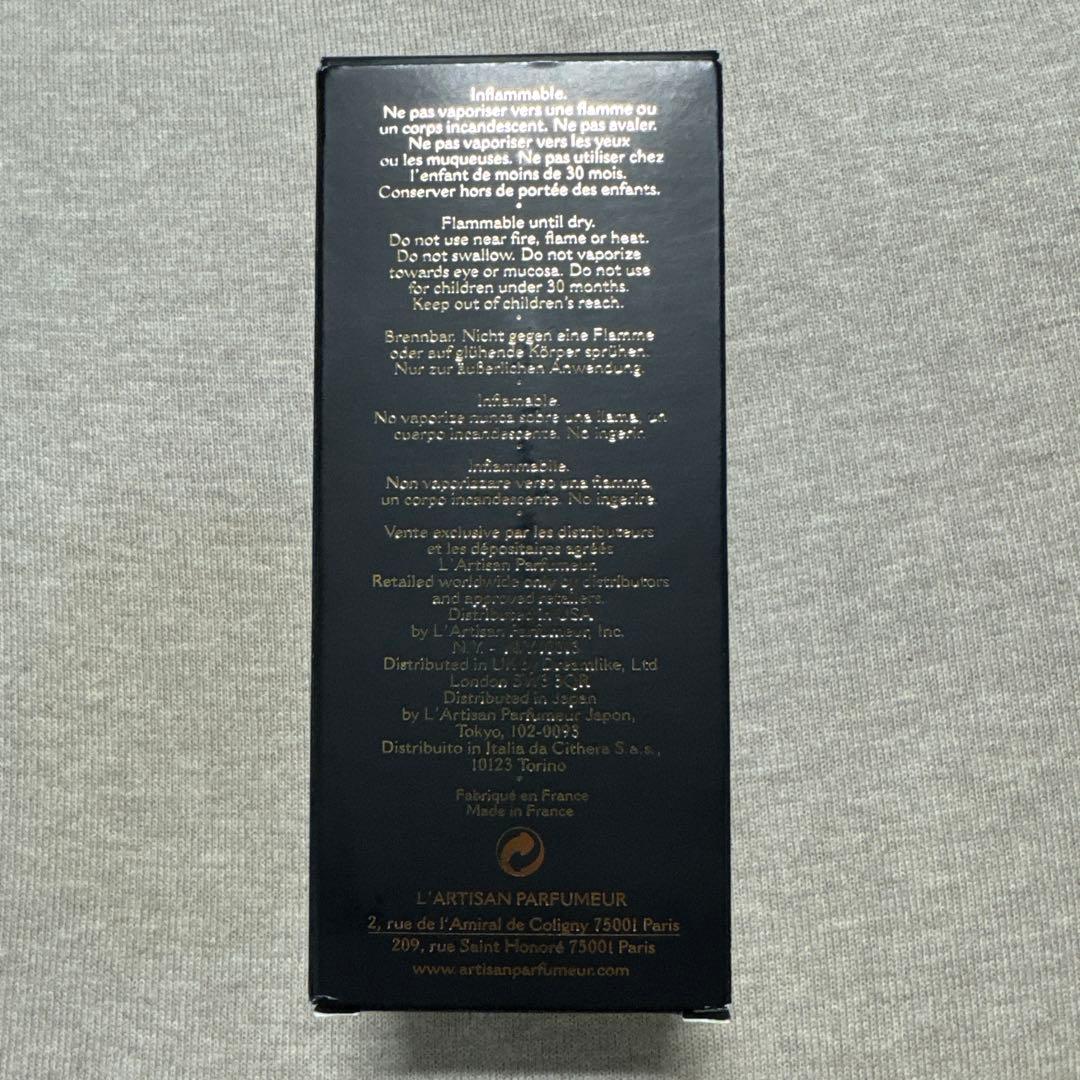 Inflammable.
Ne pas vaporiser vers une flamme ou
un corps incandescent. Ne pas avaler.
Ne pas vaporiser vers les yeux
ou les muqueuses. Ne pas utiliser chez
l'enfant de moins de 30 mois.
Conserver hors de portée des enfants.
Flammable until dry.
Do not use near fire, flame or heat.
Do not swallow. Do not vaporize
towards eye or mucosa. Do not use
for children under 30 months.
Keep out of children's reach.
Brennbar. Nicht gegen eine Flamme
oder auf glühende Körper sprühen.
Nur zur äußerlichen Anwendung.
Inflamable.
No vaporize nunca sobre una llama, un
cuerpo incandescente. No ingerir.
Inflammabile.
Non vaporizzare verso una fiamma,
un corpo incandescente. No ingerire.
Vente exclusive par les distributeurs
et les dépositaires agréés
L'Artisan Parfumeur.
Retailed worldwide only by distributors
and approved retailers.
Distributed in USA
by L'Artisan Parfumeur, Inc.
N.Y. -
Distributed in UK by Dreamlike, Ltd
London SW3 3QR
Distributed in Japan
by L'Artisan Parfumeur Japon,
Tokyo, 102-0093
Distribuito in Italia da Cithera S.a.s.,
10123 Torino
Fabriqué en France
Made in France
L'ARTISAN PARFUMEUR
2, rue de l'Amiral de Coligny 75001 Paris
209, rue Saint Honoré 75001 Paris
www.artisanparfumeur.com